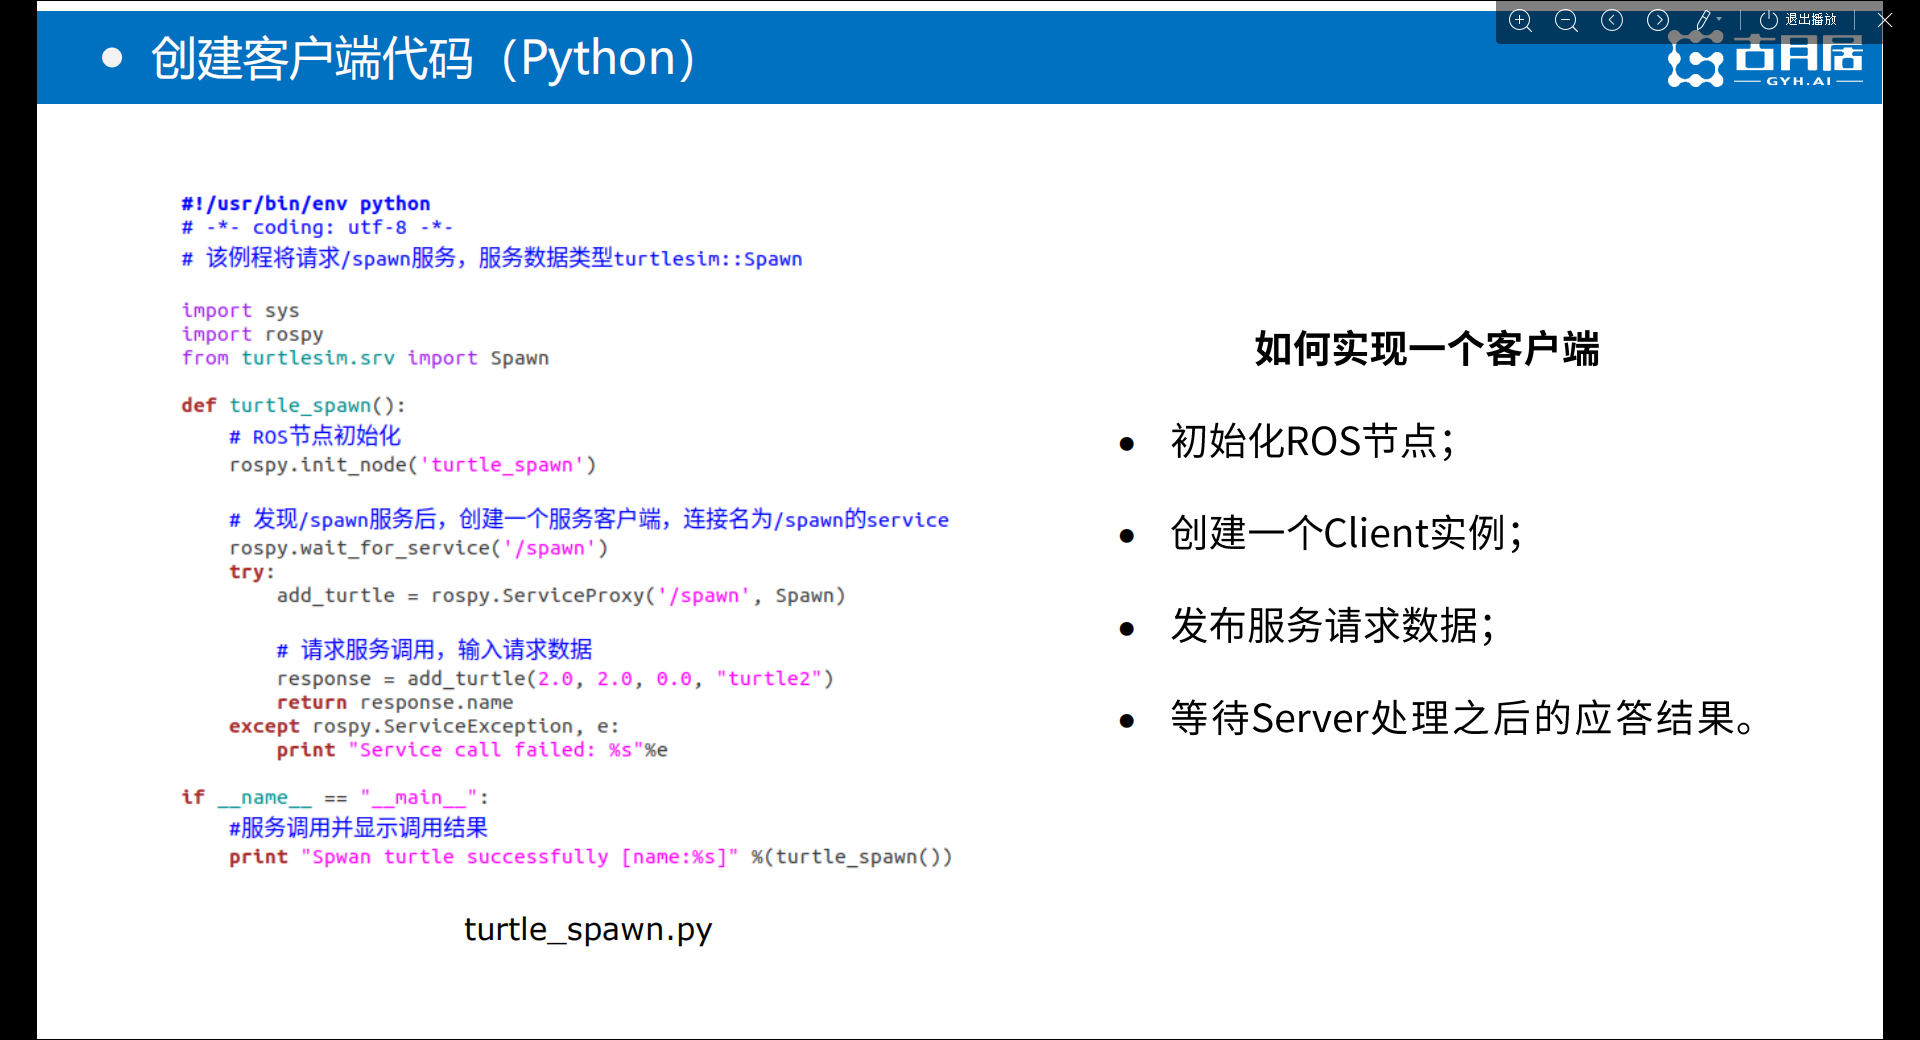 退出播放
创建客户端代码（Python）
古月居
GYH.AI
#!/usr/bin/env python
# -*- coding: utf-8 -*-
# 该例程将请求/spawn服务，服务数据类型turtlesim::Spawn
import sys
import rospy
from turtlesim.srv import Spawn
def turtle_spawn():
# ROS节点初始化
rospy.init_node('turtle_spawn')
# 发现/spawn服务后，创建一个服务客户端，连接名为/spawn的service
rospy.wait_for_service('/spawn')
try:
add_turtle = rospy.ServiceProxy('/spawn', Spawn)
# 请求服务调用，输入请求数据
response = add_turtle(2.0, 2.0, 0.0, "turtle2")
return response.name
except rospy.ServiceException, e:
print "Service call failed: %s"%e
if __name__ == "__main__":
#服务调用并显示调用结果
print "Spwan turtle successfully [name:%s]" %(turtle_spawn())
turtle_spawn.py
如何实现一个客户端
● 初始化ROS节点；
● 创建一个Client实例；
● 发布服务请求数据；
● 等待Server处理之后的应答结果。